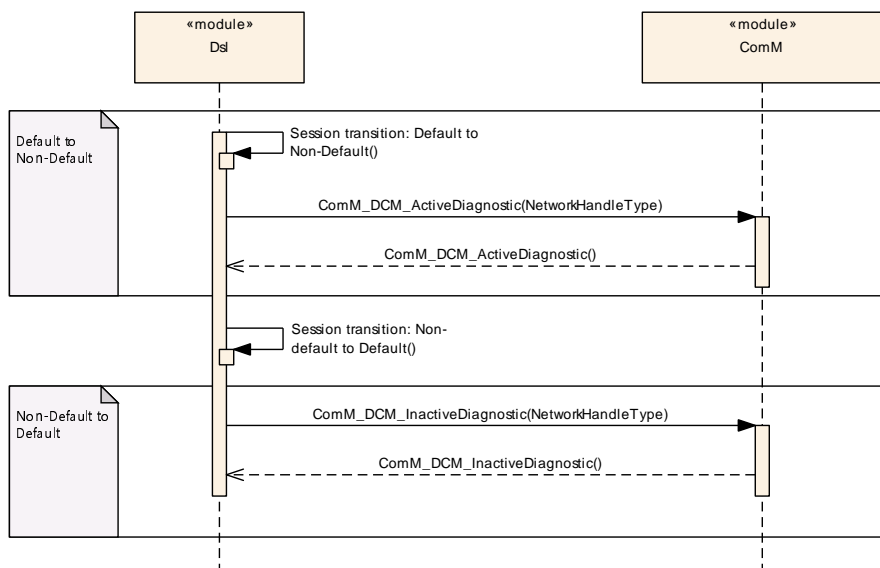 «module»
Dsl
«module»
ComM
Default to
Non-Default
Session transition: Default to
Non-Default()
ComM_DCM_ActiveDiagnostic(NetworkHandleType)
ComM_DCM_ActiveDiagnostic()
Session transition: Non-
default to Default()
Non-Default to
Default
ComM_DCM_InactiveDiagnostic(NetworkHandleType)
ComM_DCM_InactiveDiagnostic()